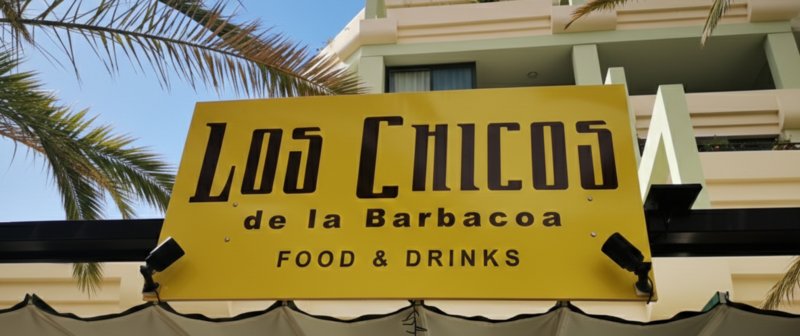 Los Chicos
de la Barbacoa
FOOD & DRINKS